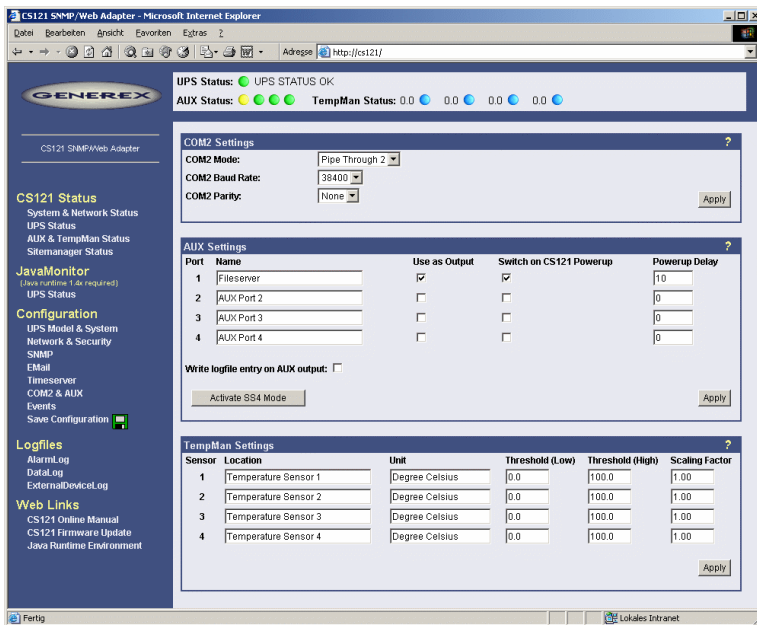 CS121 SNMP/Web Adapter - Microsoft Internet Explorer
Datei Bearbeiten Ansicht Favoriten Extras ?
Adresse http://cs121/
GENEREX
CS121 SNMP/Web Adapter
CS121 Status
System & Network Status
UPS Status
AUX & TempMan Status
Sitemanager Status
JavaMonitor
(Java runtime 1.4x required)
UPS Status
Configuration
UPS Model & System
Network & Security
SNMP
EMail
Timeserver
COM2 & AUX
Events
Save Configuration
Logfiles
AlarmLog
DataLog
ExternalDeviceLog
Web Links
CS121 Online Manual
CS121 Firmware Update
Java Runtime Environment
UPS Status: UPS STATUS OK
AUX Status: TempMan Status: 0.0 0.0 0.0 0.0
COM2 Settings ?
COM2 Mode: Pipe Through 2
COM2 Baud Rate: 38400
COM2 Parity: None
Apply
AUX Settings ?
Port Name Use as Output Switch on CS121 Powerup Powerup Delay
1 Fileserver 10
2 AUX Port 2 0
3 AUX Port 3 0
4 AUX Port 4 0
Write logfile entry on AUX output:
Activate SS4 Mode Apply
TempMan Settings ?
Sensor Location Unit Threshold (Low) Threshold (High) Scaling Factor
1 Temperature Sensor 1 Degree Celsius 0.0 100.0 1.00
2 Temperature Sensor 2 Degree Celsius 0.0 100.0 1.00
3 Temperature Sensor 3 Degree Celsius 0.0 100.0 1.00
4 Temperature Sensor 4 Degree Celsius 0.0 100.0 1.00
Apply
Fertig Lokales Intranet